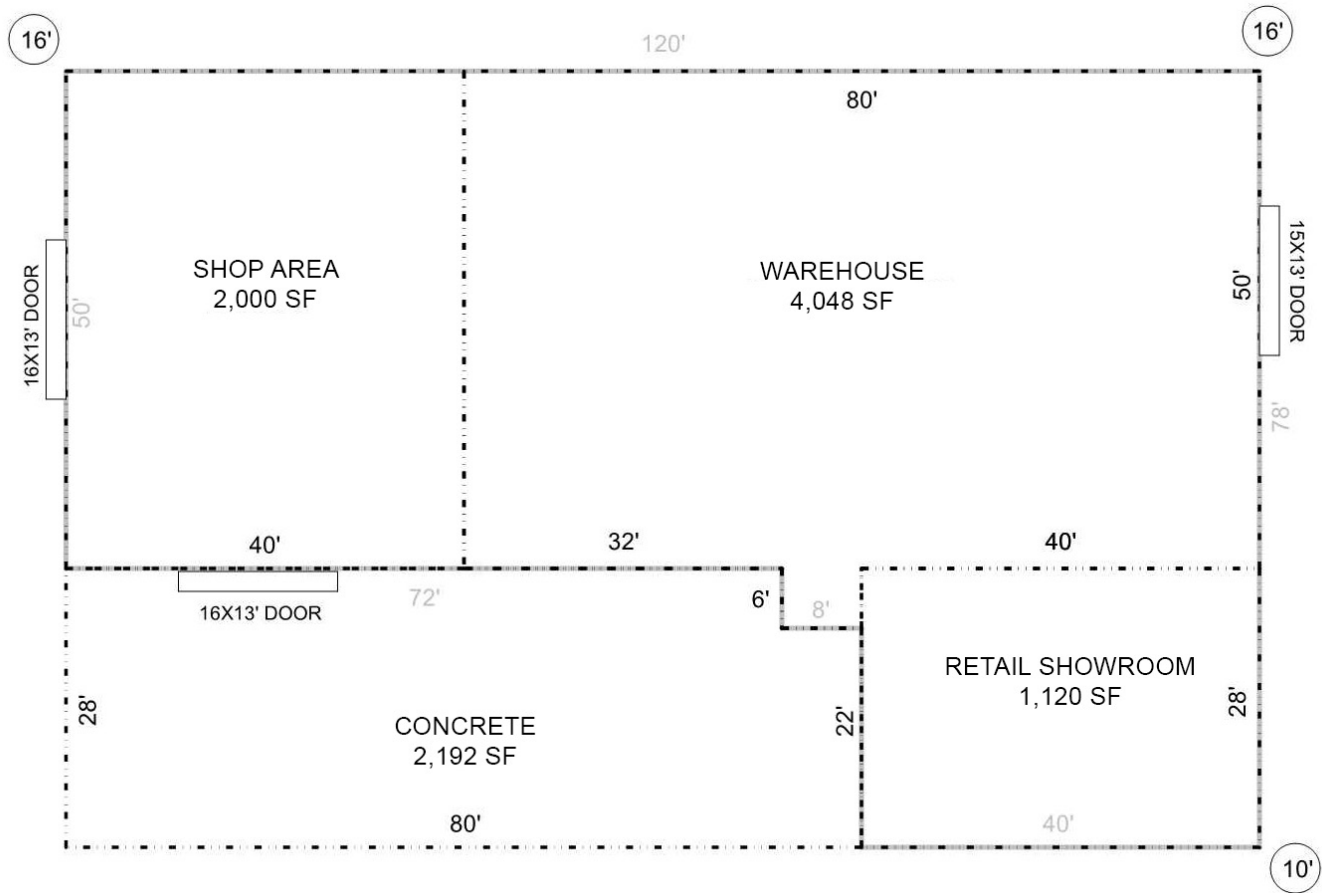 16'
16'
120'
80'
SHOP AREA
2,000 SF
WAREHOUSE
4,048 SF
16X13' DOOR
50'
50'
15X13' DOOR
78'
40'
32'
40'
16X13' DOOR
72'
6'
8'
RETAIL SHOWROOM
1,120 SF
28'
CONCRETE
2,192 SF
22'
28'
80'
40'
10'